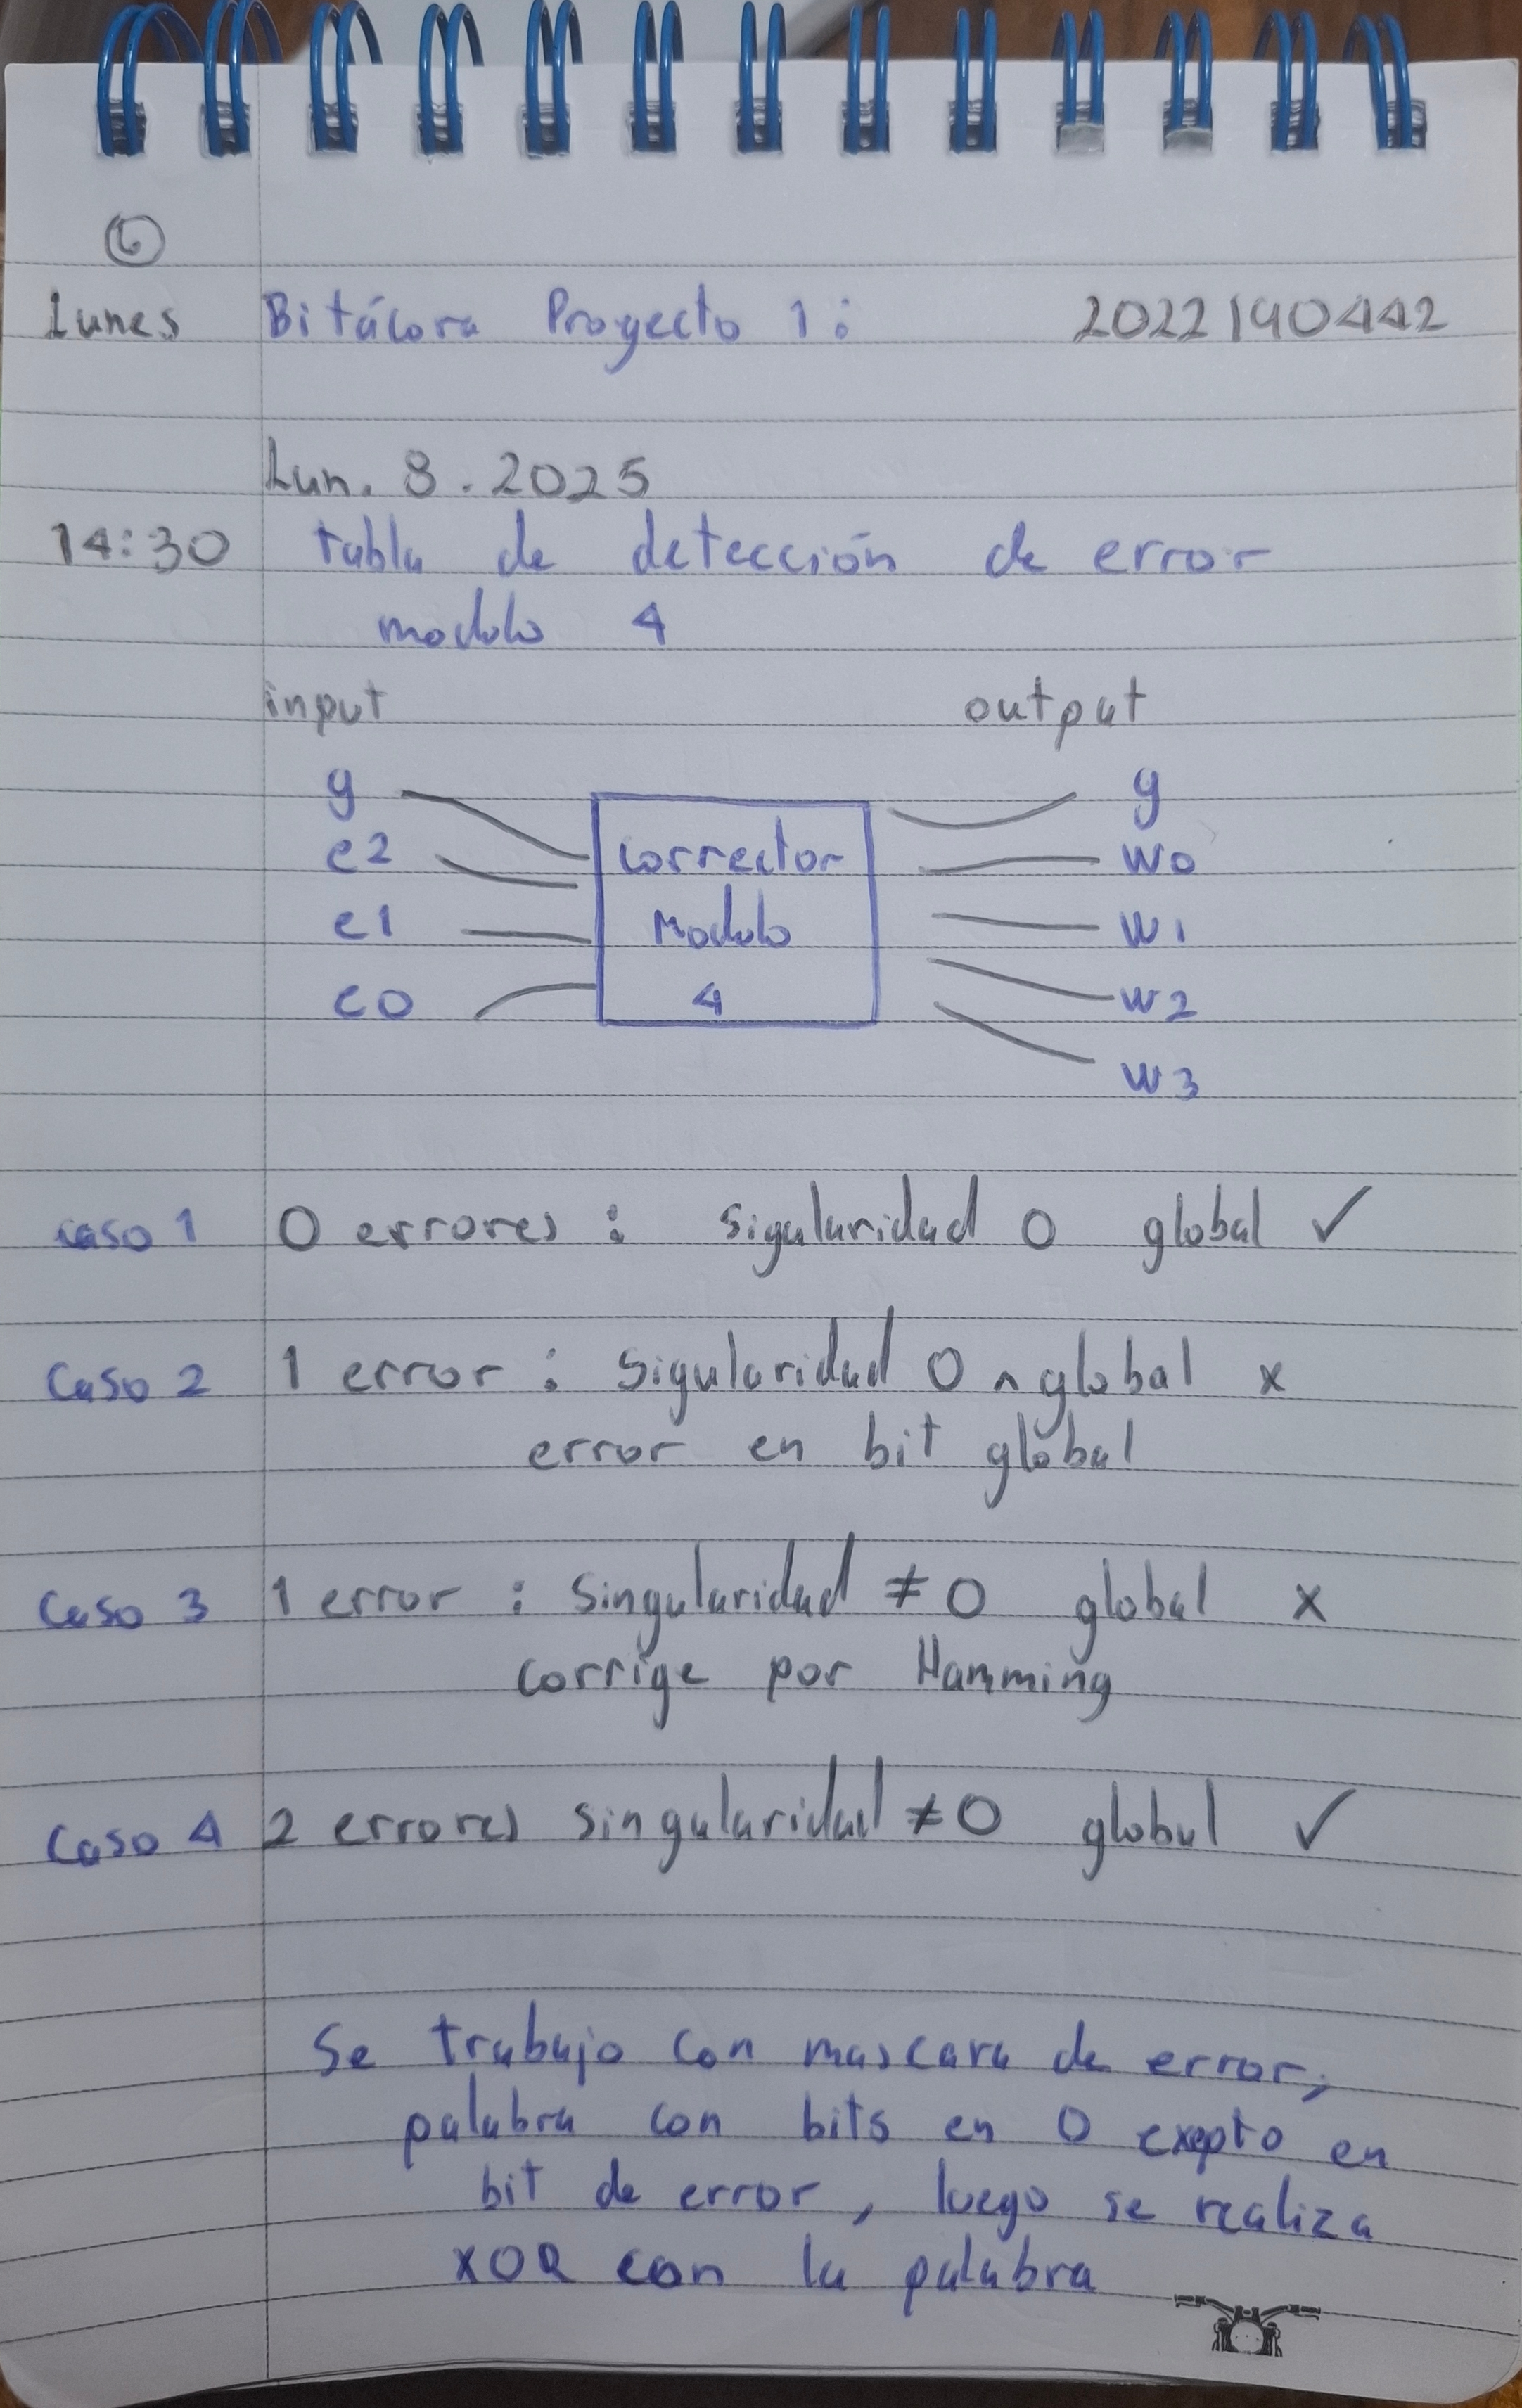 6
Lunes Bitácora Proyecto 1: 2022190442
Lun. 8. 2025
14:30 tabla de detección de error
modulo 4
input output
g g
e2 corrector w0
e1 Modulo w1
e0 4 w2
w3
caso 1 0 errores : sigularidad 0 global ✓
Caso 2 1 error : sigularidad 0 ∧ global x
error en bit global
Caso 3 1 error : singularidad ≠ 0 global x
corrige por Hamming
Caso 4 2 errores singularidad ≠ 0 global ✓
Se trabajo con mascara de error,
palabra con bits en 0 exepto en
bit de error, luego se realiza
XOR con la palabra